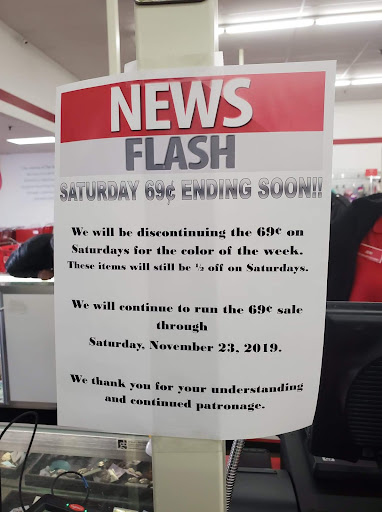 NEWS
FLASH
SATURDAY 69¢ ENDING SOON!!
We will be discontinuing the 69¢ on
Saturdays for the color of the week.
These items will still be ½ off on Saturdays.
We will continue to run the 69¢ sale
through
Saturday, November 23, 2019.
We thank you for your understanding
and continued patronage.